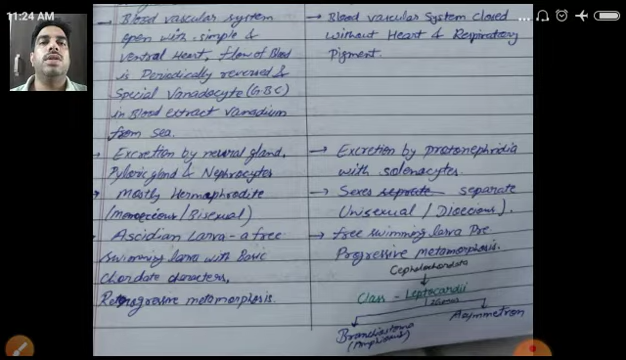 11:24 AM
→ Blood vascular system
open with simple &
ventral Heart, flow of Blood
is Periodically reversed &
Special Vanadocyte (GBC)
in Blood extract Vanadium
from sea.
→ Excretion by neural gland,
Pyloric gland & Nephrocytes
→ Mostly Hermaphrodite
(Monoecious / Bisexual)
→ Ascidian Larva - a free
Swimming larva with Basic
Chordate characters,
Retrogressive metamorphosis.
→ Blood vascular System closed
without Heart & Respiratory
Pigment.
→ Excretion by protonephridia
with solenocytes.
→ Sexes seprate separate
Unisexual / Dioecious).
→ free swimming larva Pre
Progressive metamorphosis.
Cephalochordata
Class - Leptocardii
Branchiostoma
(Amphioxus)
Asymmetron